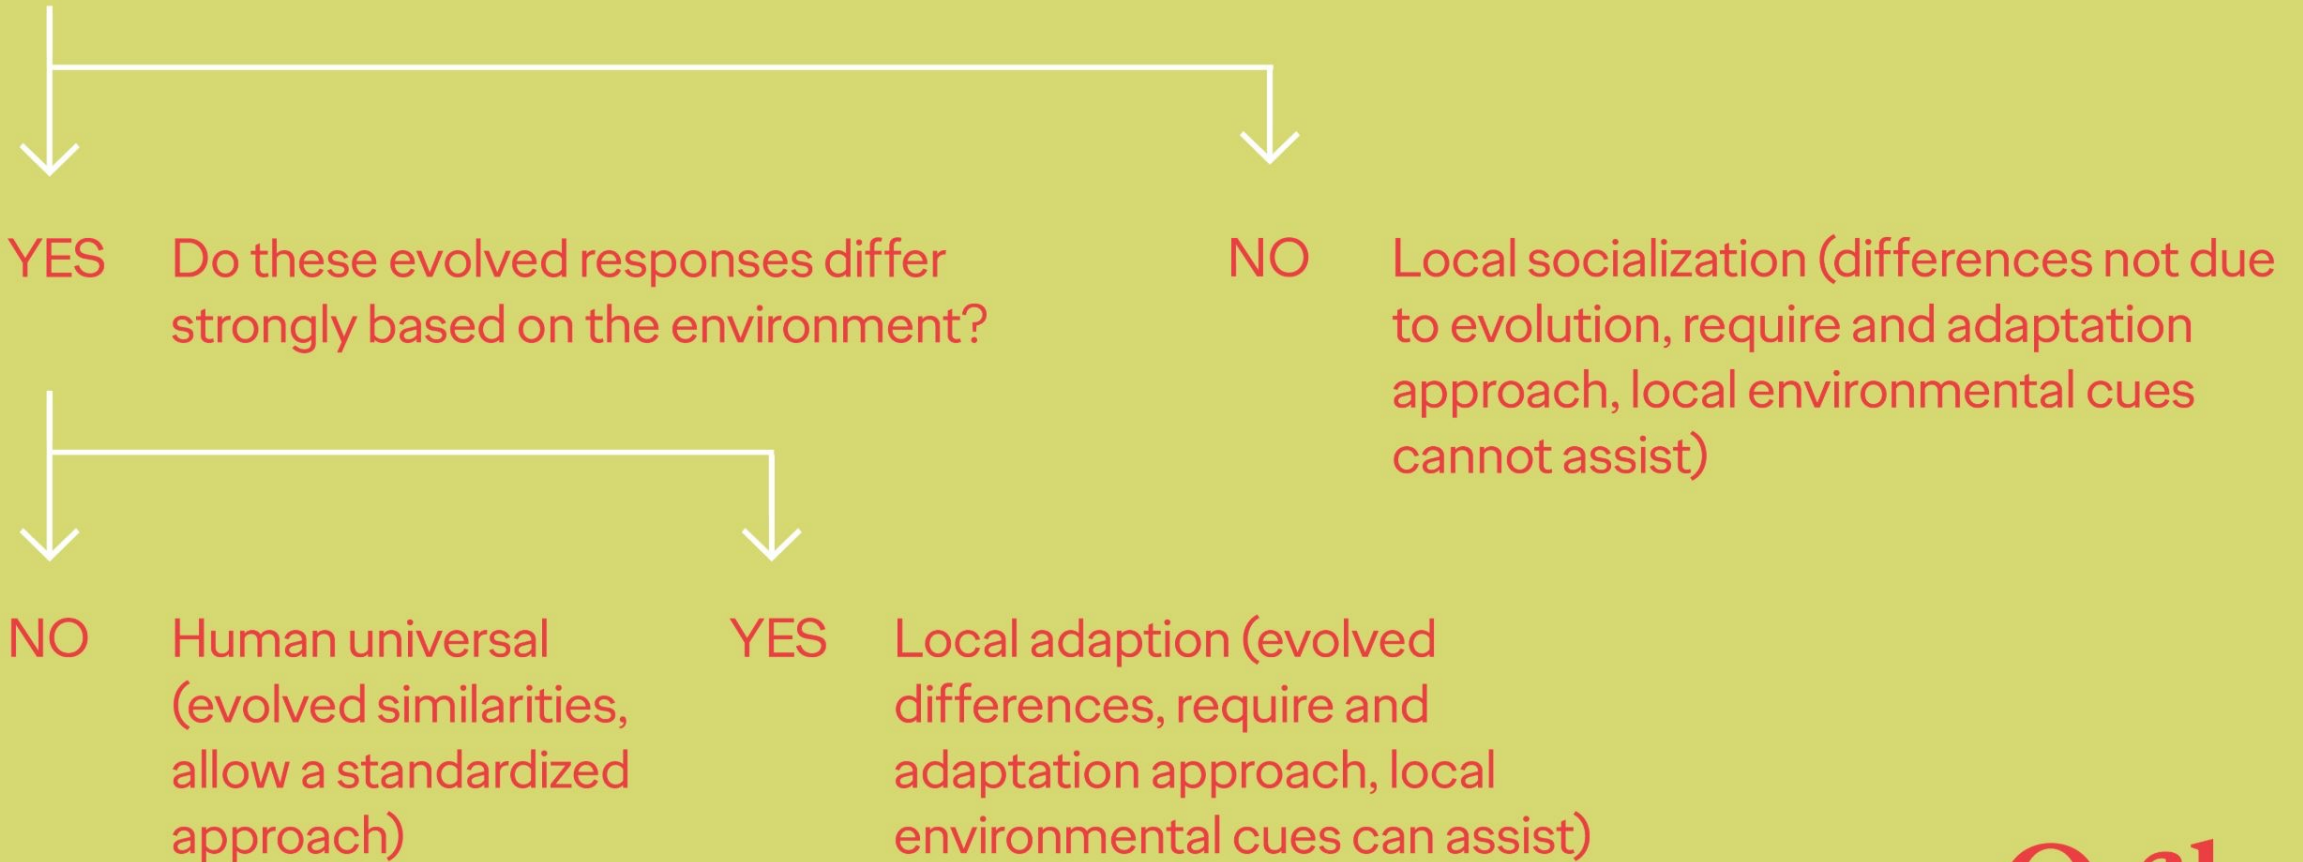 YES
Do these evolved responses differ
strongly based on the environment?
NO
Local socialization (differences not due
to evolution, require and adaptation
approach, local environmental cues
cannot assist)
NO
Human universal
(evolved similarities,
allow a standardized
approach)
YES
Local adaption (evolved
differences, require and
adaptation approach, local
environmental cues can assist)